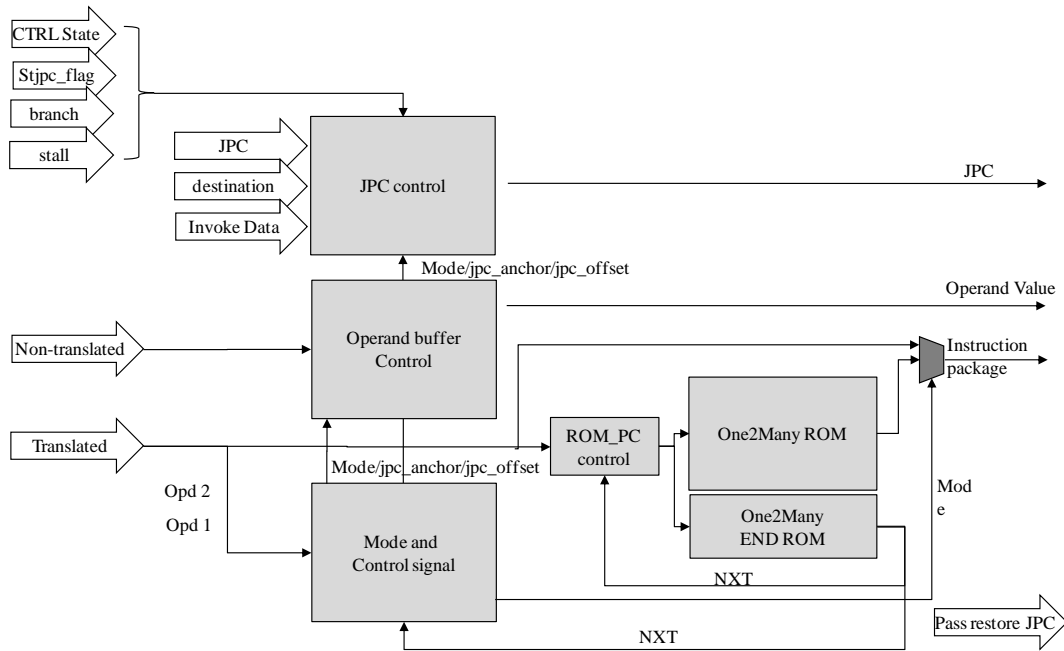 CTRL State
Stjpc_flag
branch
stall
JPC
destination
Invoke Data
JPC control
JPC
Mode/jpc_anchor/jpc_offset
Operand Value
Non-translated
Operand buffer
Control
Instruction
package
Translated
ROM_PC
control
One2Many ROM
Mode/jpc_anchor/jpc_offset
Opd 2
Opd 1
Mod
e
One2Many
END ROM
Mode and
Control signal
NXT
NXT
Pass restore JPC